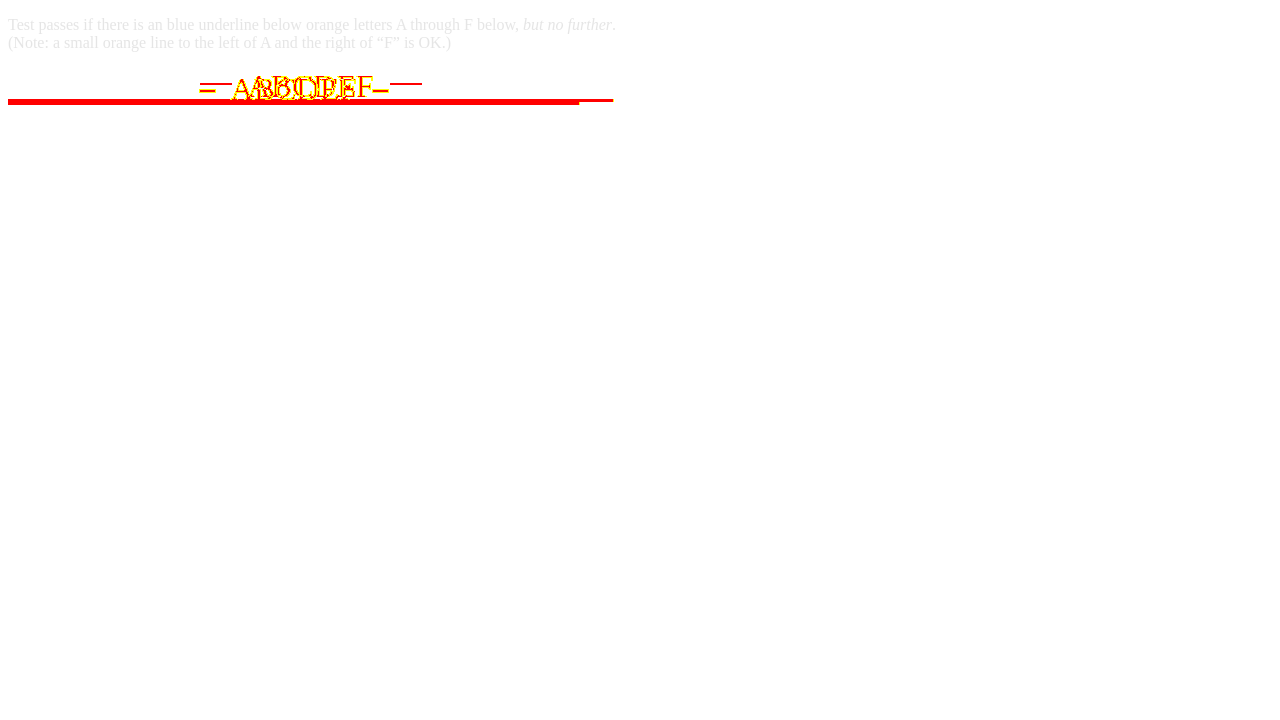 Test passes if there is an blue underline below orange letters A through F below, but no further.
(Note: a small orange line to the left of A and the right of “F” is OK.)
— ABCDEF —